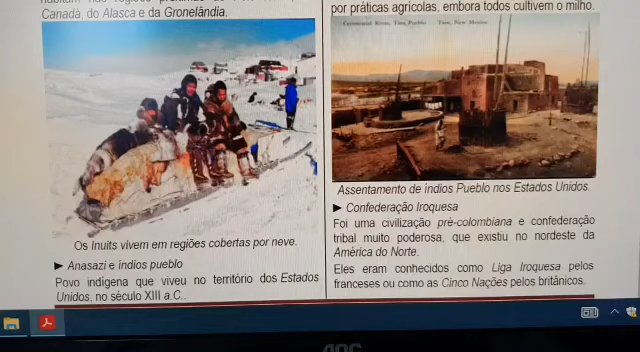 Canadá, do Alasca e da Gronelândia.
Os Inuits vivem em regiões cobertas por neve.
► Anasazi e índios pueblo
Povo indígena que viveu no território dos Estados
Unidos, no século XIII a.C..
por práticas agrícolas, embora todos cultivem o milho.
Ceremonial Kivas, Taos Pueblo Taos, New Mexico
Assentamento de índios Pueblo nos Estados Unidos.
► Confederação Iroquesa
Foi uma civilização pré-colombiana e confederação
tribal muito poderosa, que existiu no nordeste da
América do Norte.
Eles eram conhecidos como Liga Iroquesa pelos
franceses ou como as Cinco Nações pelos britânicos.
AOC